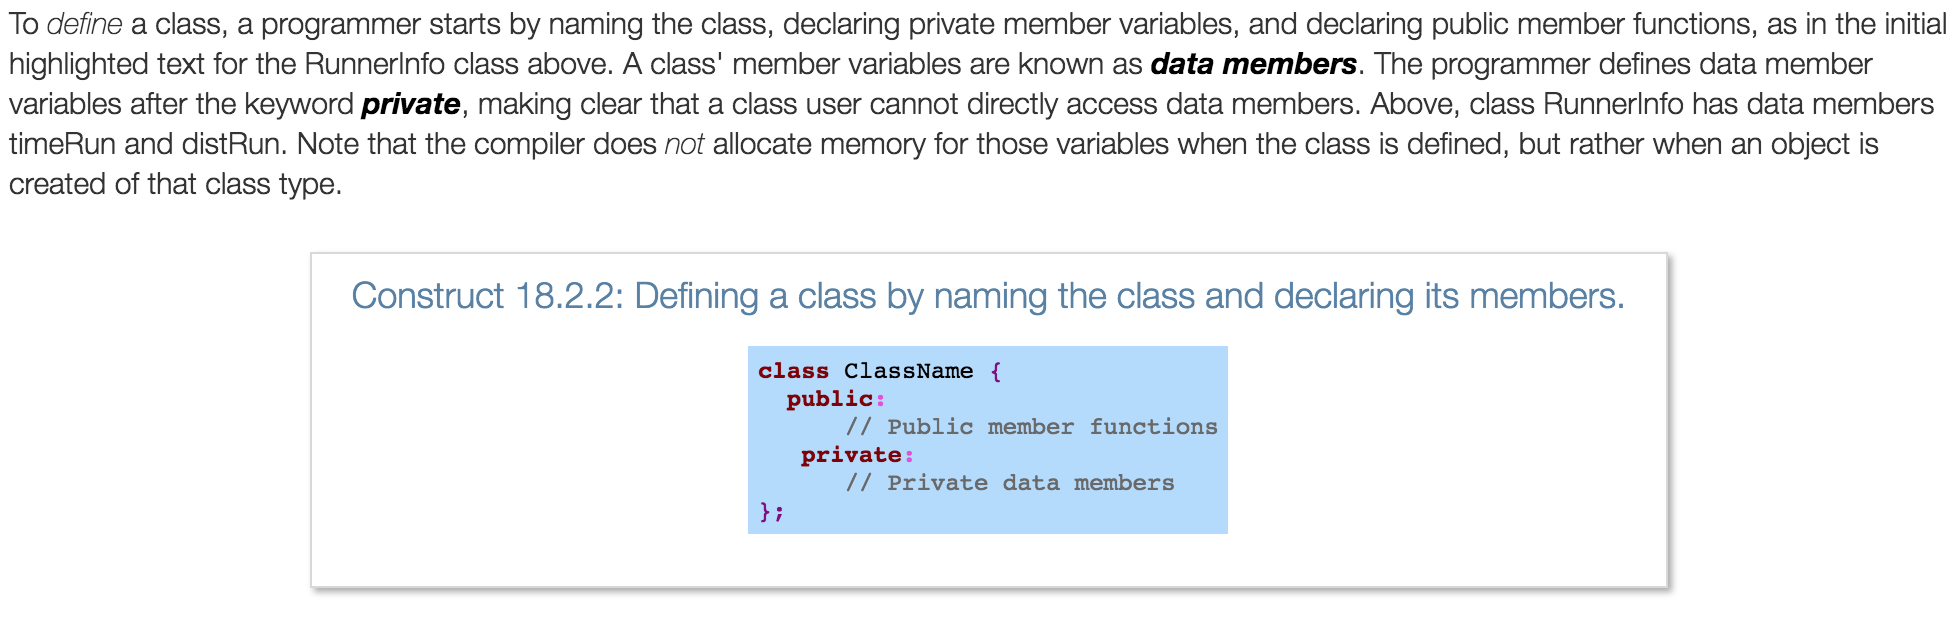 To define a class, a programmer starts by naming the class, declaring private member variables, and declaring public member functions, as in the initial
highlighted text for the RunnerInfo class above. A class' member variables are known as data members. The programmer defines data member
variables after the keyword private, making clear that a class user cannot directly access data members. Above, class RunnerInfo has data members
timeRun and distRun. Note that the compiler does not allocate memory for those variables when the class is defined, but rather when an object is
created of that class type.
Construct 18.2.2: Defining a class by naming the class and declaring its members.
class ClassName {
  public:
      // Public member functions
   private:
      // Private data members
};